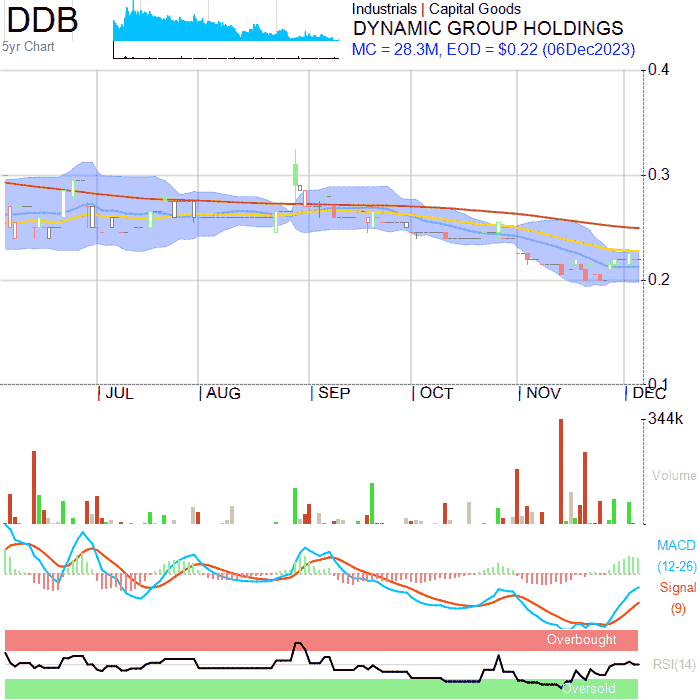 DDB
5yr Chart
Industrials | Capital Goods
DYNAMIC GROUP HOLDINGS
MC = 28.3M, EOD = $0.22 (06Dec2023)
0.4
0.3
0.2
0.1
JUL
AUG
SEP
OCT
NOV
DEC
344k
Volume
MACD
(12-26)
Signal
(9)
Overbought
RSI(14)
Oversold